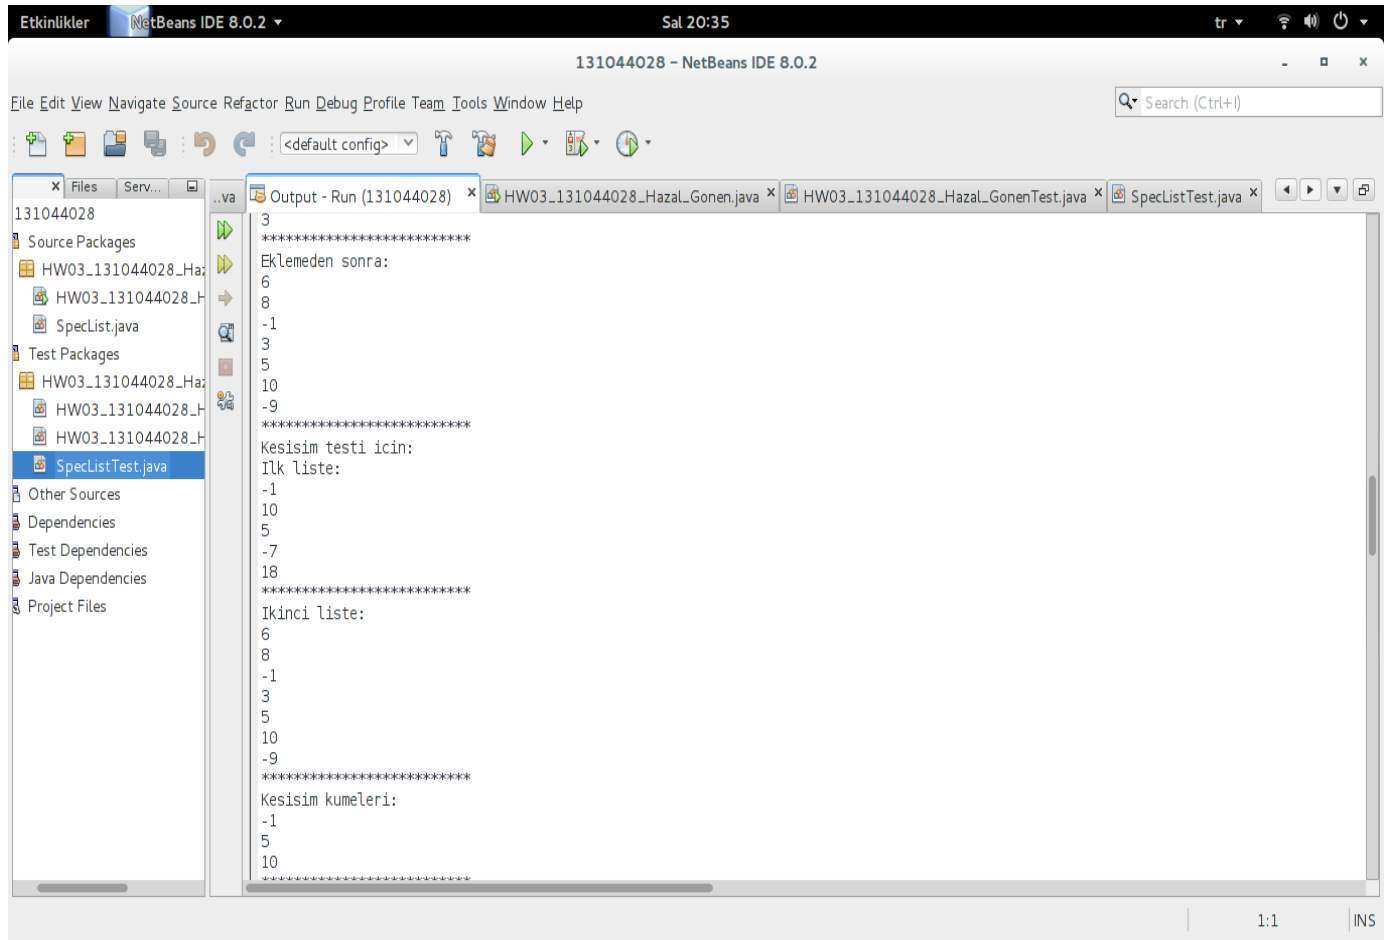 Etkinlikler NetBeans IDE 8.0.2 Sal 20:35 tr
131044028 – NetBeans IDE 8.0.2
File Edit View Navigate Source Refactor Run Debug Profile Team Tools Window Help
Search (Ctrl+I)
<default config>
Files Serv...
..va Output - Run (131044028) HW03_131044028_Hazal_Gonen.java HW03_131044028_Hazal_GonenTest.java SpecListTest.java
131044028
Source Packages
HW03_131044028_Haz
HW03_131044028_H
SpecList.java
Test Packages
HW03_131044028_Haz
HW03_131044028_H
HW03_131044028_H
SpecListTest.java
Other Sources
Dependencies
Test Dependencies
Java Dependencies
Project Files
3
**************************
Eklemeden sonra:
6
8
-1
3
5
10
-9
**************************
Kesisim testi icin:
Ilk liste:
-1
10
5
-7
18
**************************
Ikinci liste:
6
8
-1
3
5
10
-9
**************************
Kesisim kumeleri:
-1
5
10
**************************
1:1 INS